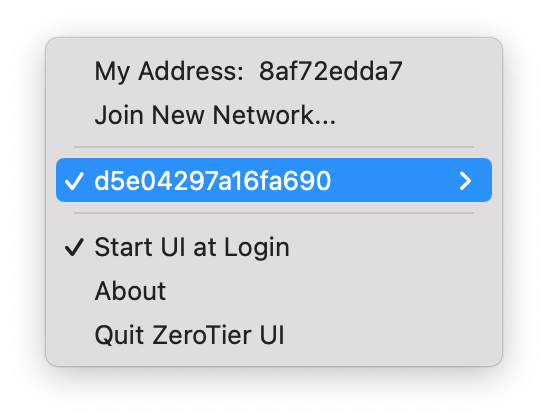 My Address:  8af72edda7
Join New Network...
d5e04297a16fa690
Start UI at Login
About
Quit ZeroTier UI